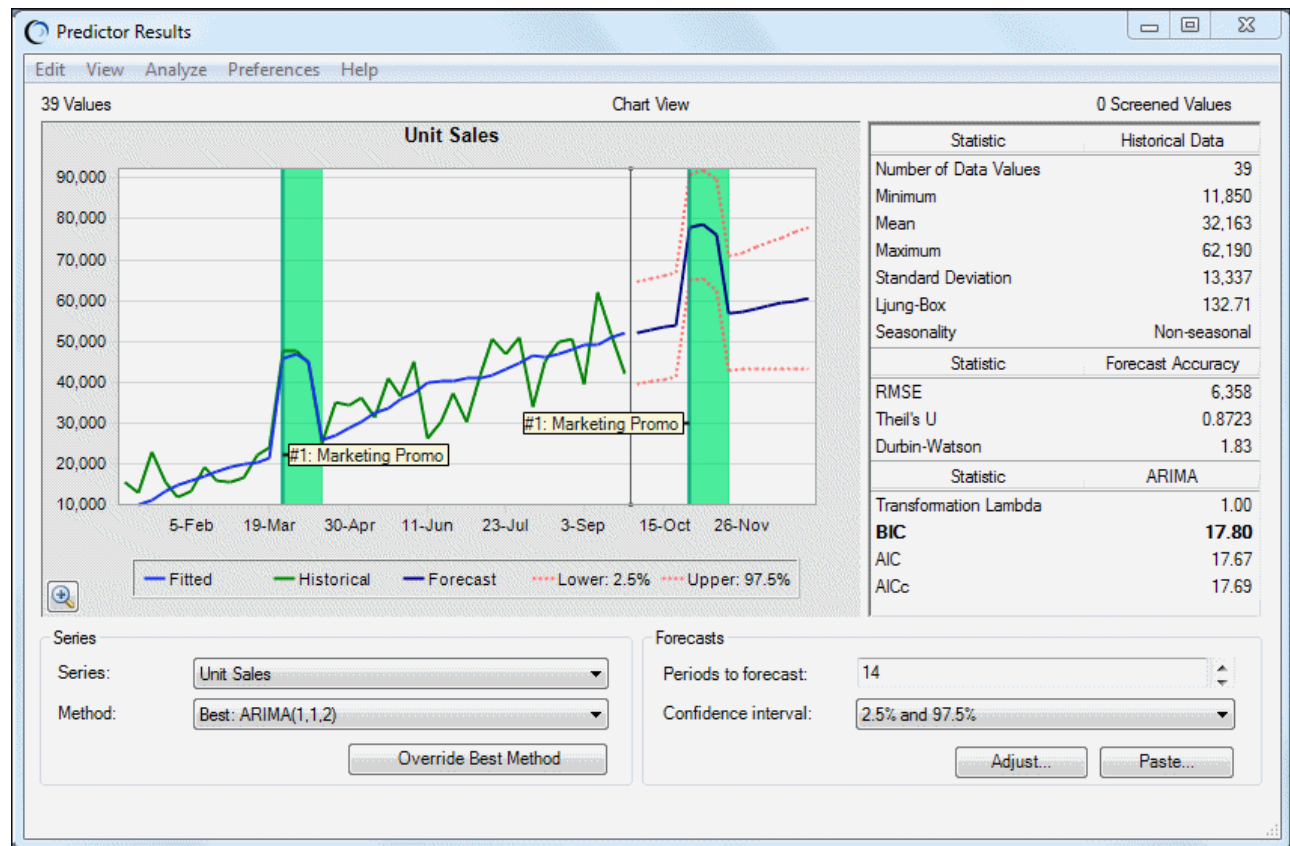 Predictor Results
Edit View Analyze Preferences Help
39 Values Chart View 0 Screened Values
Unit Sales
90,000
80,000
70,000
60,000
50,000
40,000
30,000
20,000
10,000
#1: Marketing Promo
#1: Marketing Promo
5-Feb 19-Mar 30-Apr 11-Jun 23-Jul 3-Sep 15-Oct 26-Nov
Fitted Historical Forecast Lower: 2.5% Upper: 97.5%
Statistic Historical Data
Number of Data Values 39
Minimum 11,850
Mean 32,163
Maximum 62,190
Standard Deviation 13,337
Ljung-Box 132.71
Seasonality Non-seasonal
Statistic Forecast Accuracy
RMSE 6,358
Theil's U 0.8723
Durbin-Watson 1.83
Statistic ARIMA
Transformation Lambda 1.00
BIC 17.80
AIC 17.67
AICc 17.69
Series
Series: Unit Sales
Method: Best: ARIMA(1,1,2)
Override Best Method
Forecasts
Periods to forecast: 14
Confidence interval: 2.5% and 97.5%
Adjust... Paste...